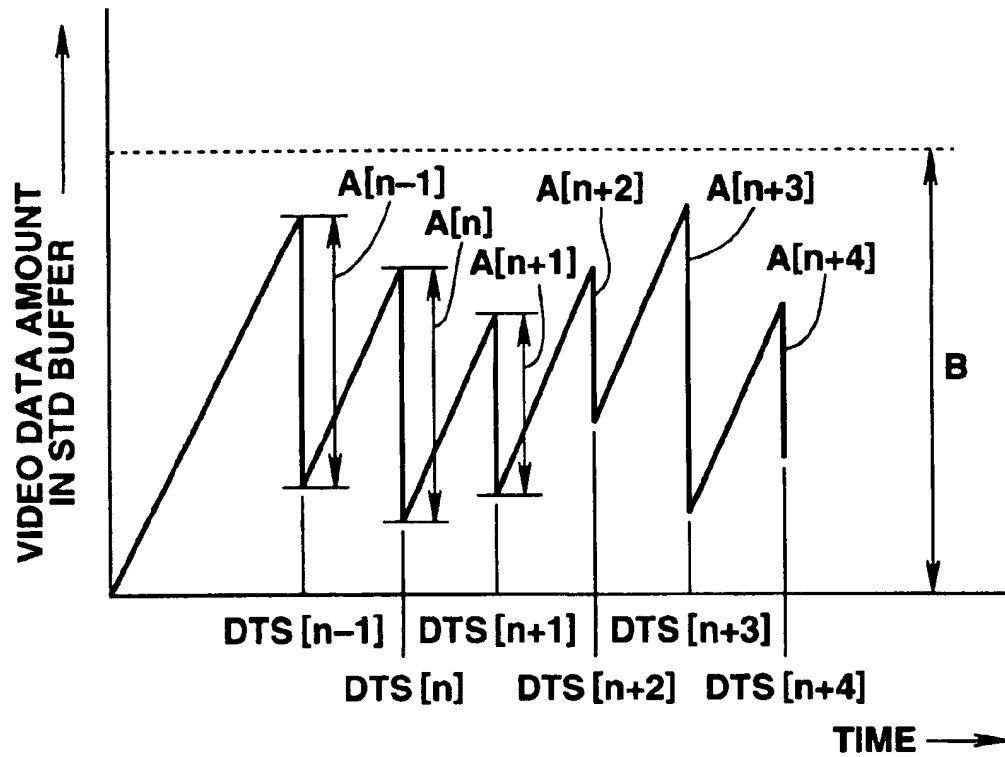 VIDEO DATA AMOUNT
IN STD BUFFER
A[n–1]
A[n]
A[n+1]
A[n+2]
A[n+3]
A[n+4]
B
DTS [n–1]
DTS [n+1]
DTS [n+3]
DTS [n]
DTS [n+2]
DTS [n+4]
TIME